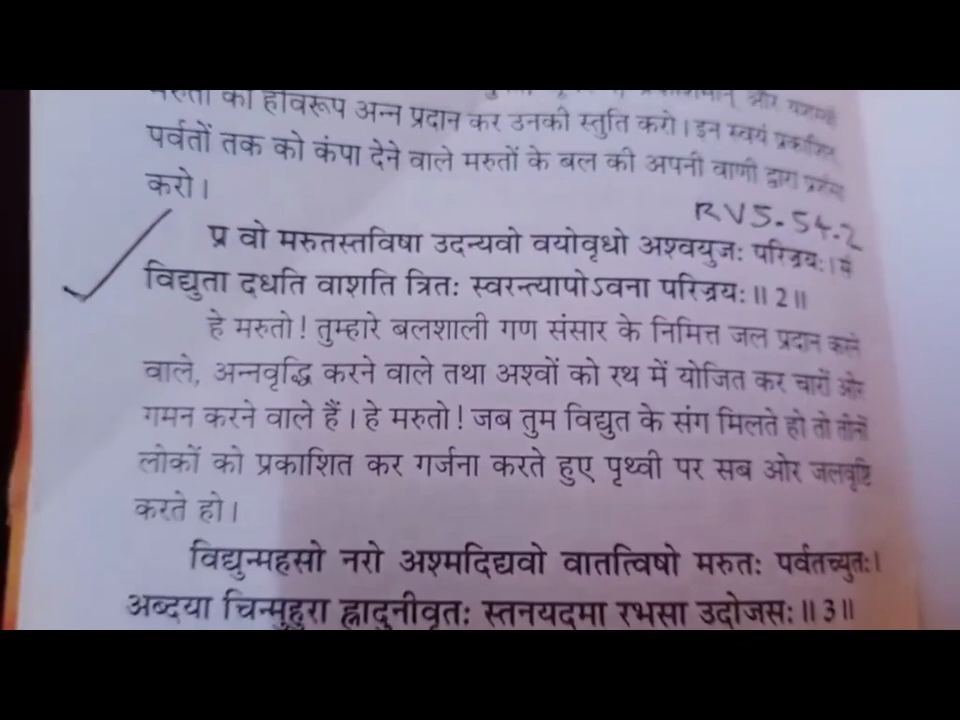 मरुतों को हविरूप अन्न प्रदान कर उनकी स्तुति करो। इन स्वयं प्रकाशित
पर्वतों तक को कंपा देने वाले मरुतों के बल की अपनी वाणी द्वारा प्रशंसा
करो।
RV5.54.2
प्र वो मरुतस्तविषा उदन्यवो वयोवृधो अश्वयुजः परिज्रयः। सं
विद्युता दधति वाशति त्रितः स्वरन्त्यापोऽवना परिज्रयः॥2॥
हे मरुतो! तुम्हारे बलशाली गण संसार के निमित्त जल प्रदान करने
वाले, अन्नवृद्धि करने वाले तथा अश्वों को रथ में योजित कर चारों ओर
गमन करने वाले हैं। हे मरुतो! जब तुम विद्युत के संग मिलते हो तो तीनों
लोकों को प्रकाशित कर गर्जना करते हुए पृथ्वी पर सब ओर जलवृष्टि
करते हो।
विद्युन्महसो नरो अश्मदिद्यवो वातत्विषो मरुतः पर्वतच्युतः।
अब्दया चिन्मुहुरा ह्रादुनीवृतः स्तनयदमा रभसा उदोजसः॥3॥